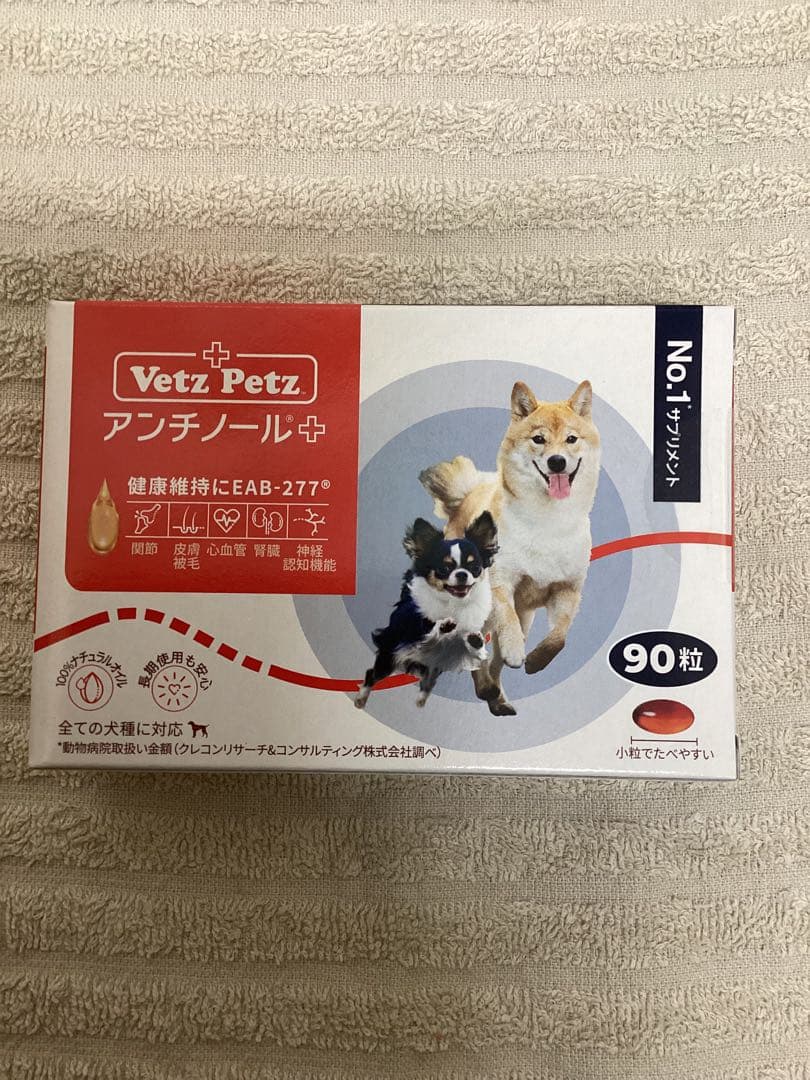 Vetz Petz™
アンチノール®+
健康維持にEAB-277®
関節 皮膚被毛 心血管 腎臓 神経認知機能
No.1* サプリメント
100%ナチュラルオイル
長期使用も安心
全ての犬種に対応
*動物病院取扱い金額(クレコンリサーチ&コンサルティング株式会社調べ)
90粒
小粒でたべやすい